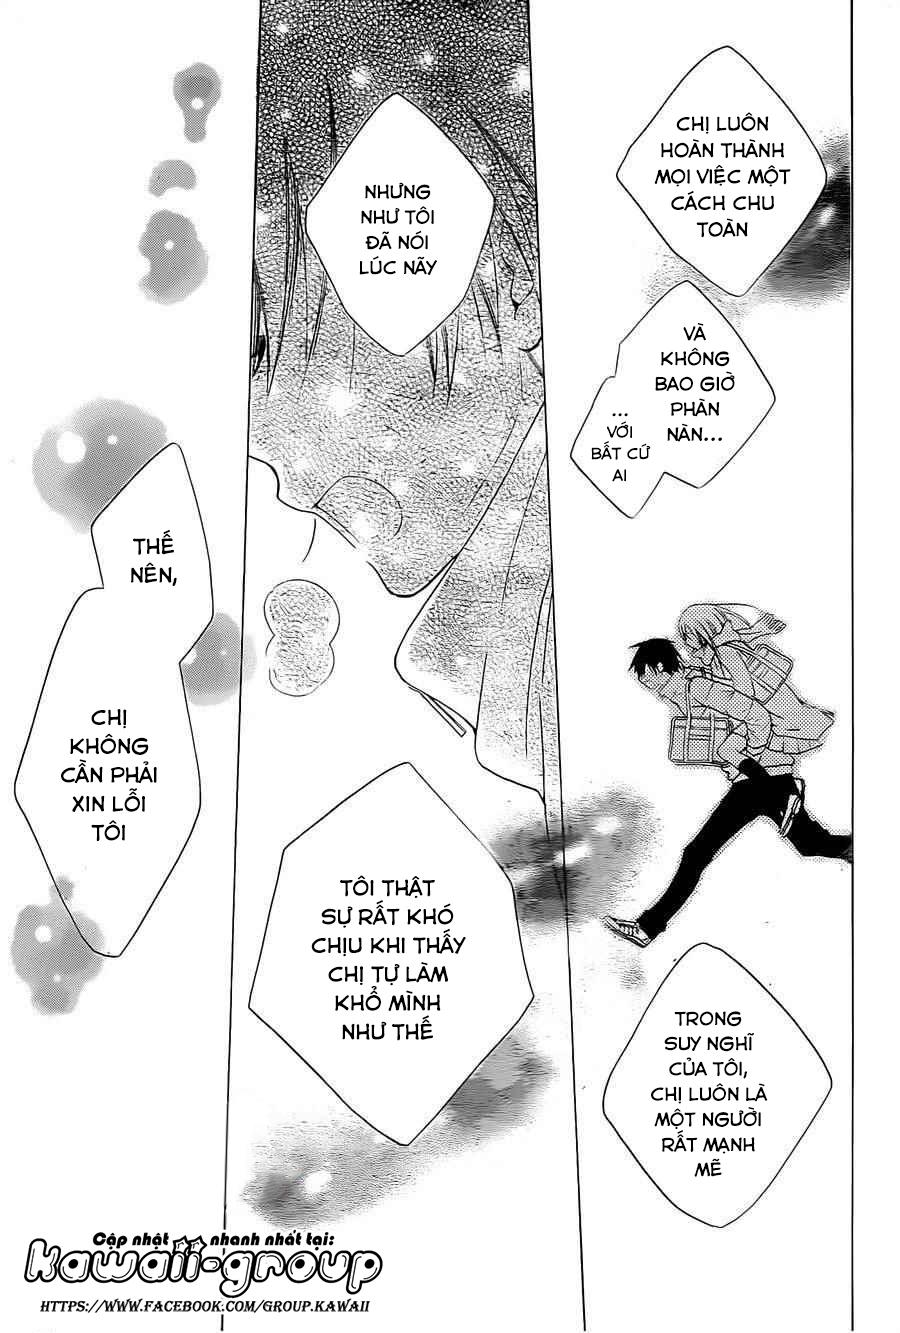 CHỊ LUÔN
HOÀN THÀNH
MỌI VIỆC MỘT
CÁCH CHU
TOÀN
VÀ
KHÔNG
BAO GIỜ
PHÀN
NÀN...
...
VỚI
BẤT CỨ
AI
TRONG
SUY NGHĨ
CỦA TÔI,
CHỊ LUÔN LÀ
MỘT NGƯỜI
RẤT MẠNH
MẼ
NHƯNG
NHƯ TÔI
ĐÃ NÓI
LÚC NÃY
TÔI THẬT
SỰ RẤT KHÓ
CHỊU KHI THẤY
CHỊ TỰ LÀM
KHỔ MÌNH
NHƯ THẾ
THẾ
NÊN,
CHỊ
KHÔNG
CẦN PHẢI
XIN LỖI
TÔI
Cập nhật nhanh nhất tại:
kawaii-group
HTTPS://WWW.FACEBOOK.COM/GROUP.KAWAII